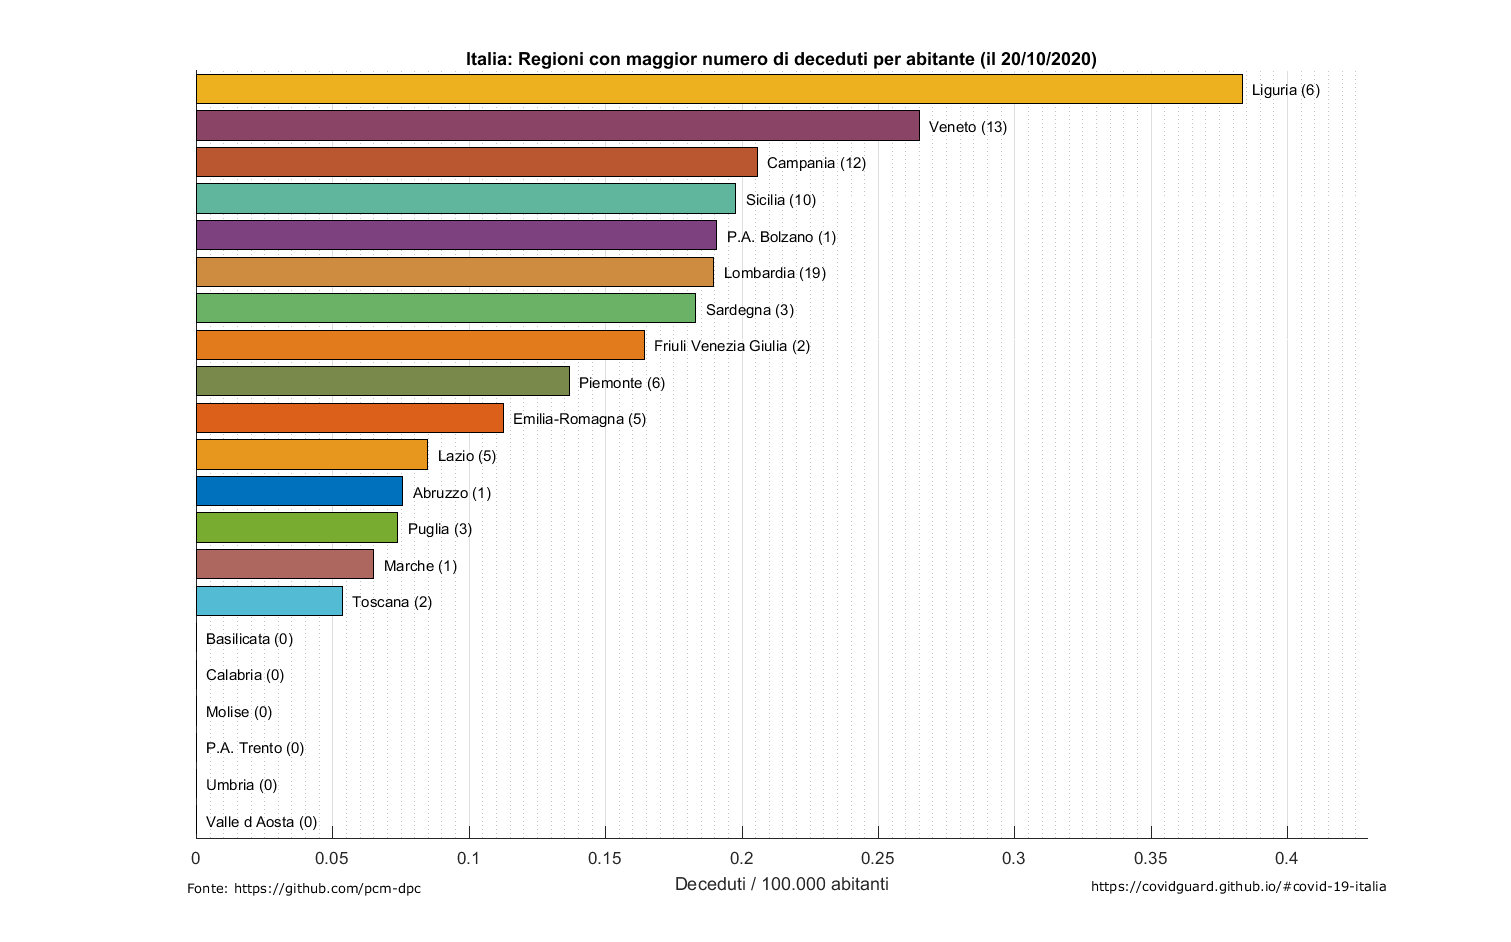 Italia: Regioni con maggior numero di deceduti per abitante (il 20/10/2020)
Liguria (6)
Veneto (13)
Campania (12)
Sicilia (10)
P.A. Bolzano (1)
Lombardia (19)
Sardegna (3)
Friuli Venezia Giulia (2)
Piemonte (6)
Emilia-Romagna (5)
Lazio (5)
Abruzzo (1)
Puglia (3)
Marche (1)
Toscana (2)
Basilicata (0)
Calabria (0)
Molise (0)
P.A. Trento (0)
Umbria (0)
Valle d Aosta (0)
0 0.05 0.1 0.15 0.2 0.25 0.3 0.35 0.4
Deceduti / 100.000 abitanti
Fonte: https://github.com/pcm-dpc
https://covidguard.github.io/#covid-19-italia